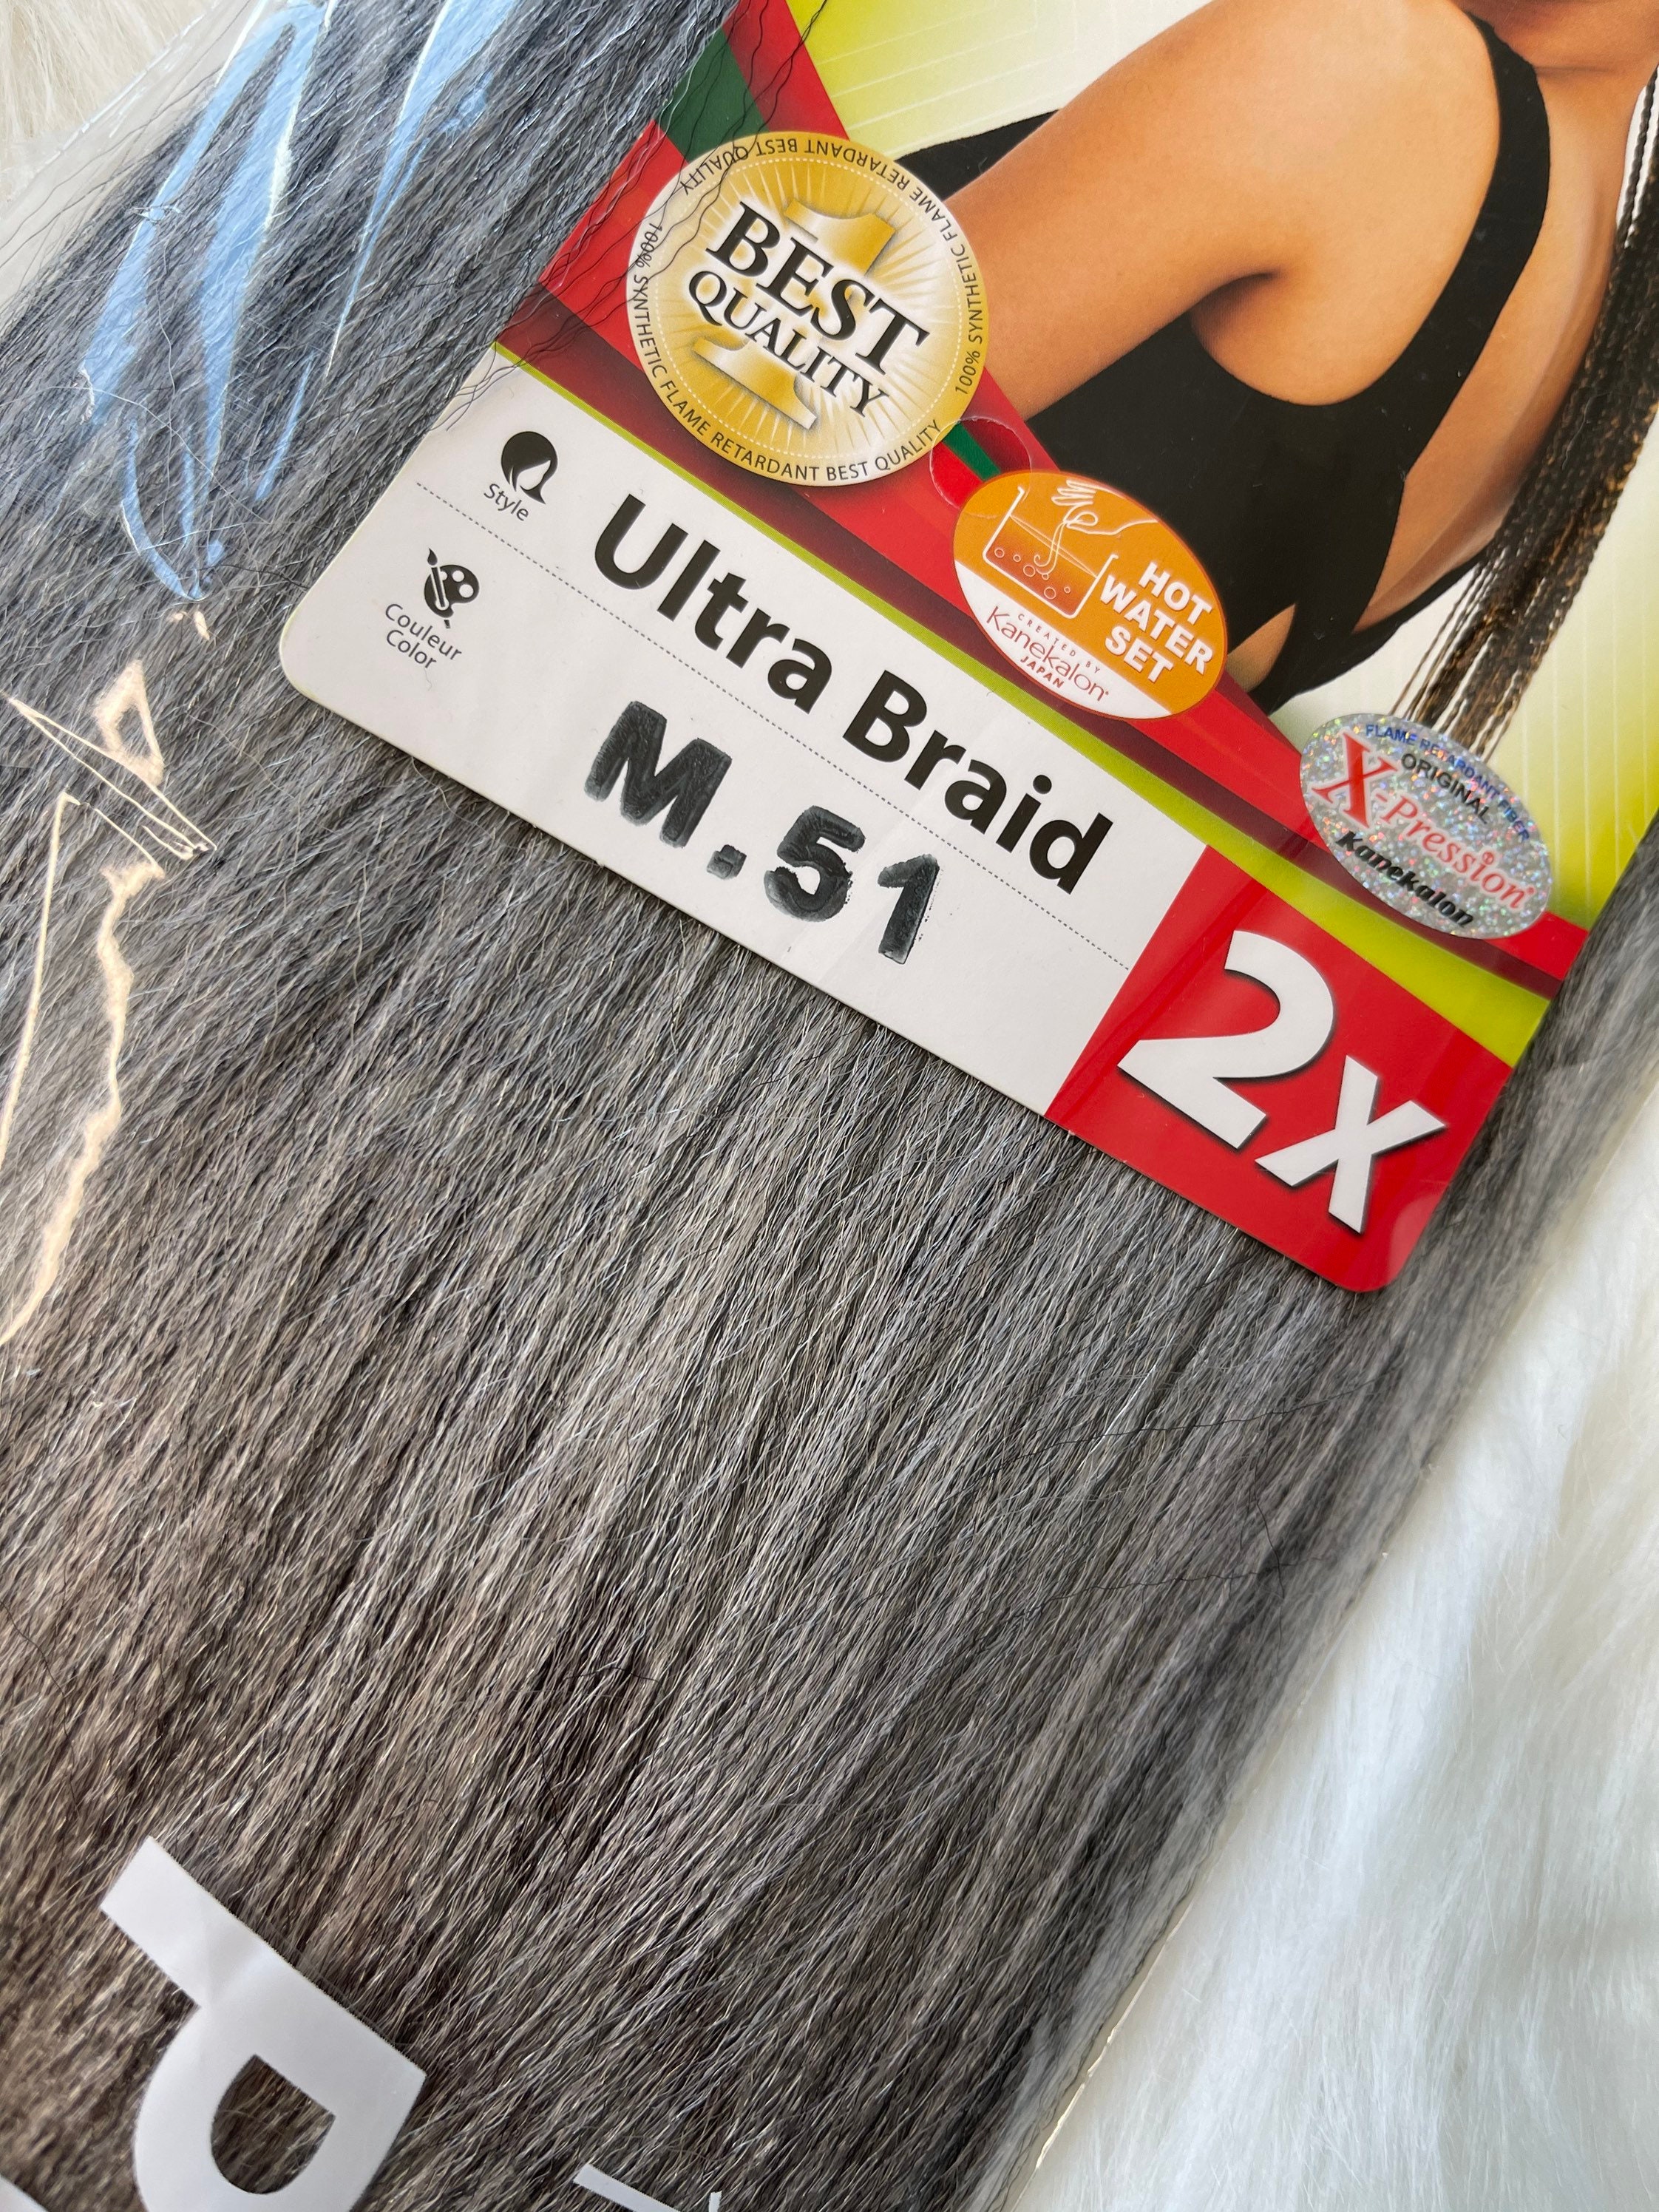 100% SYNTHETIC FLAME RETARDANT BEST QUALITY
100% SYNTHETIC FLAME RETARDANT BEST QUALITY
1
BEST
QUALITY
HOT
WATER
SET
CREATED BY
Kanekalon
JAPAN
FLAME RETARDANT FIBER
ORIGINAL
X-Pression®
Kanekalon
Style
Ultra Braid
Couleur
Color
M.51
2x
P